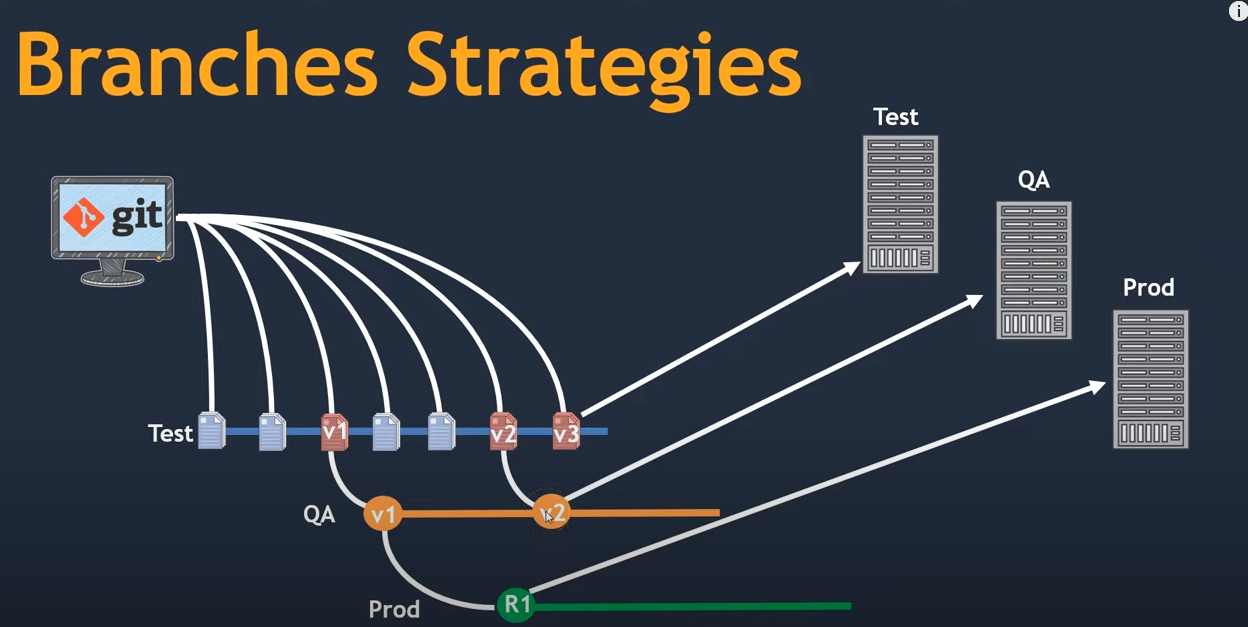 Branches Strategies
Test
QA
git
Prod
Test
v1
v2
v3
QA
v1
v2
Prod
R1